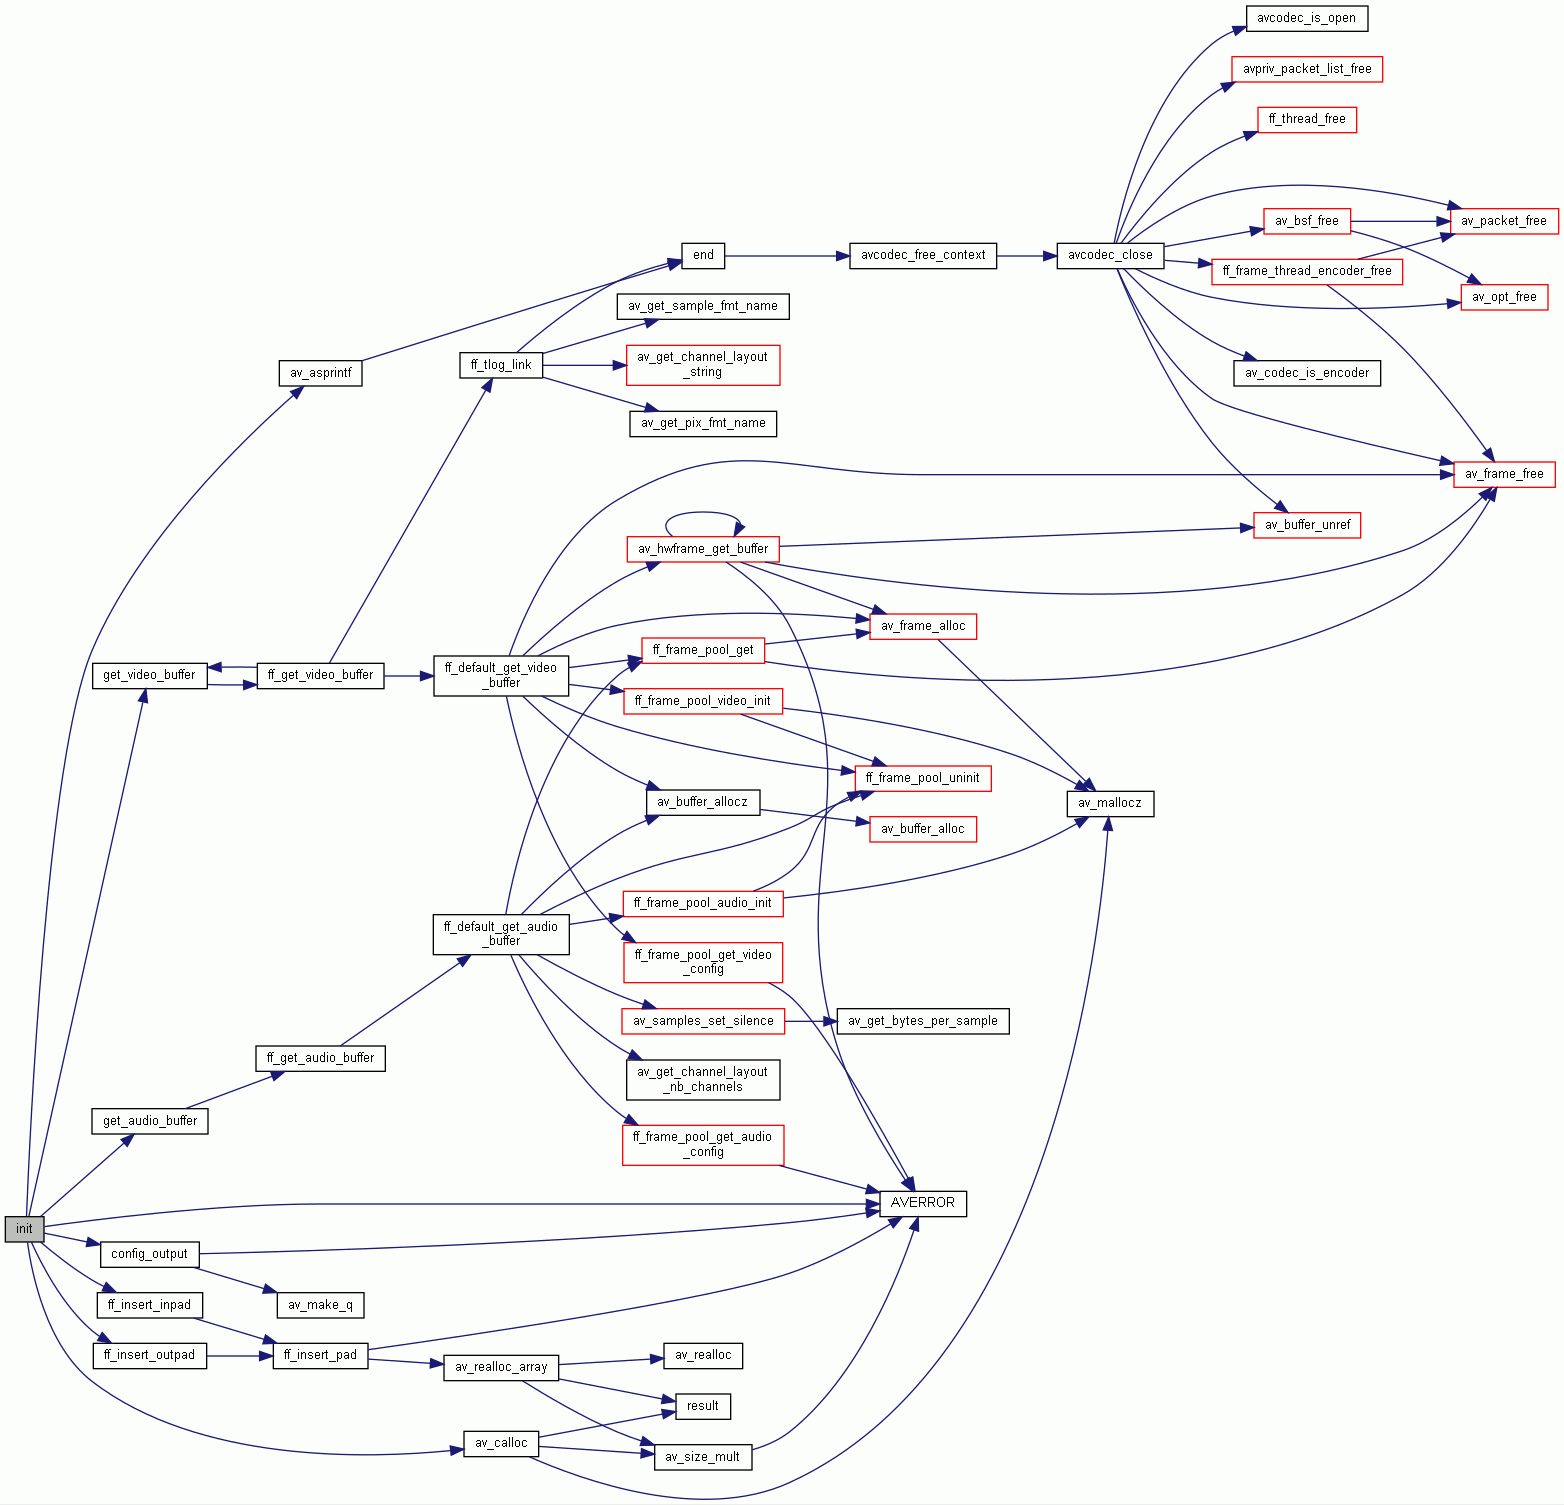 avcodec_is_open
avpriv_packet_list_free
ff_thread_free
av_bsf_free
av_packet_free
end
avcodec_free_context
avcodec_close
ff_frame_thread_encoder_free
av_opt_free
av_get_sample_fmt_name
ff_tlog_link
av_get_channel_layout
_string
av_asprintf
av_codec_is_encoder
av_get_pix_fmt_name
av_frame_free
av_buffer_unref
av_hwframe_get_buffer
av_frame_alloc
ff_frame_pool_get
get_video_buffer
ff_get_video_buffer
ff_default_get_video
_buffer
ff_frame_pool_video_init
ff_frame_pool_uninit
av_buffer_allocz
av_mallocz
av_buffer_alloc
ff_frame_pool_audio_init
ff_default_get_audio
_buffer
ff_frame_pool_get_video
_config
av_samples_set_silence
av_get_bytes_per_sample
ff_get_audio_buffer
av_get_channel_layout
_nb_channels
get_audio_buffer
ff_frame_pool_get_audio
_config
AVERROR
init
config_output
ff_insert_inpad
av_make_q
ff_insert_outpad
ff_insert_pad
av_realloc_array
av_realloc
result
av_calloc
av_size_mult